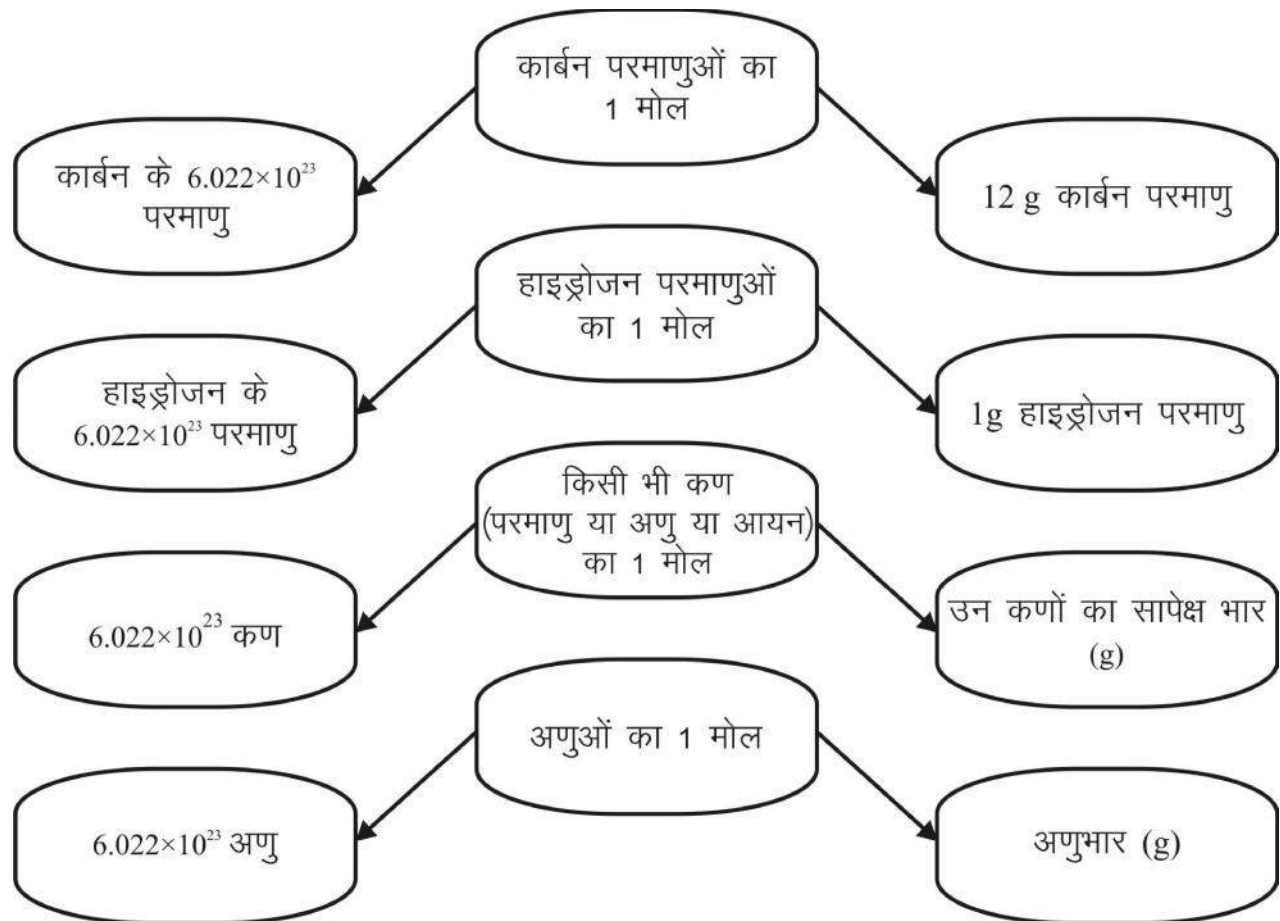 कार्बन परमाणुओं का
1 मोल
कार्बन के 6.022×10²³
परमाणु
12 g कार्बन परमाणु
हाइड्रोजन परमाणुओं
का 1 मोल
हाइड्रोजन के
6.022×10²³ परमाणु
1g हाइड्रोजन परमाणु
किसी भी कण
(परमाणु या अणु या आयन)
का 1 मोल
6.022×10²³ कण
उन कणों का सापेक्ष भार
(g)
अणुओं का 1 मोल
6.022×10²³ अणु
अणुभार (g)